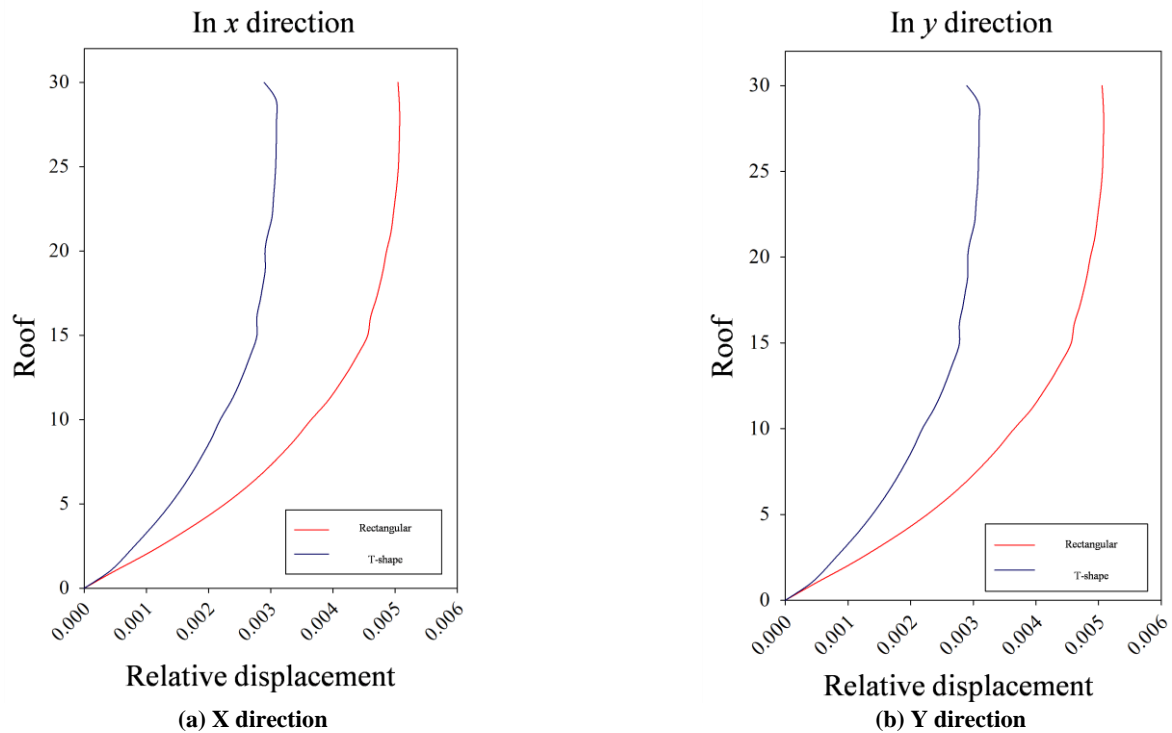 In x direction
30
25
20
15
10
5
0
Roof
Rectangular
T-shape
0.000
0.001
0.002
0.003
0.004
0.005
0.006
Relative displacement
(a) X direction
In y direction
30
25
20
15
10
5
0
Roof
Rectangular
T-shape
0.000
0.001
0.002
0.003
0.004
0.005
0.006
Relative displacement
(b) Y direction